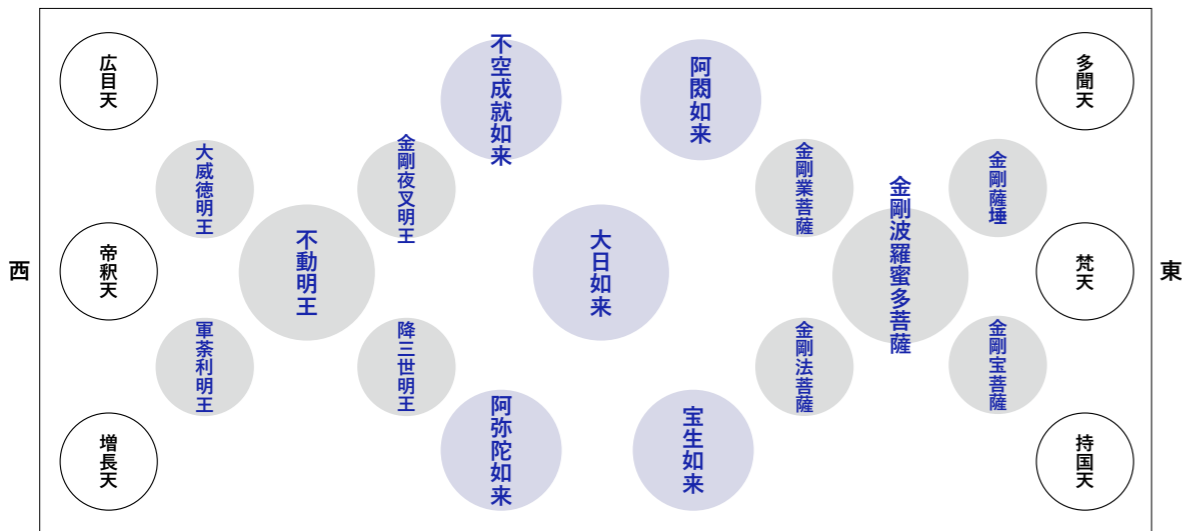 広目天
不空成就如来
阿閦如来
多聞天
大威徳明王
金剛夜叉明王
金剛業菩薩
金剛薩埵
西
帝釈天
不動明王
大日如来
金剛波羅蜜多菩薩
梵天
東
軍荼利明王
降三世明王
金剛法菩薩
金剛宝菩薩
増長天
阿弥陀如来
宝生如来
持国天